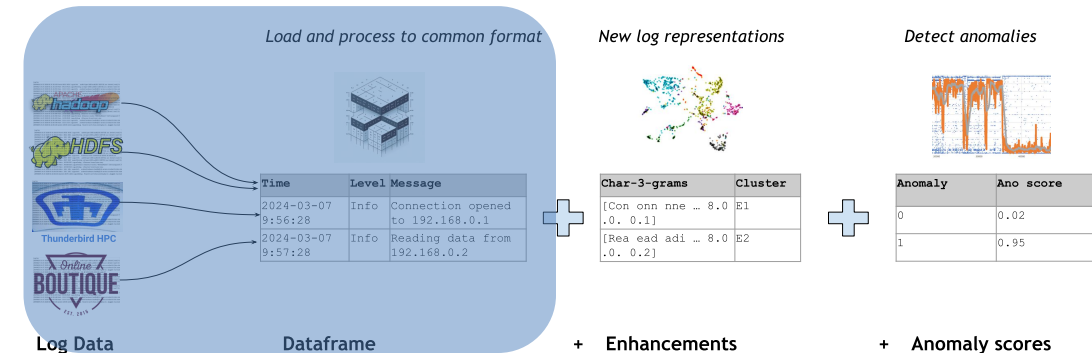 Load and process to common format
New log representations
Detect anomalies
APACHE
hadoop
HDFS
Thunderbird HPC
Online
BOUTIQUE
EST. 2019
Time Level Message
2024-03-07 Info Connection opened
9:56:28 to 192.168.0.1
2024-03-07 Info Reading data from
9:57:28 192.168.0.2
Char-3-grams Cluster
[Con onn nne … 8.0 E1
.0. 0.1]
[Rea ead adi … 8.0 E2
.0. 0.2]
Anomaly Ano score
0 0.02
1 0.95
Log Data Dataframe + Enhancements + Anomaly scores